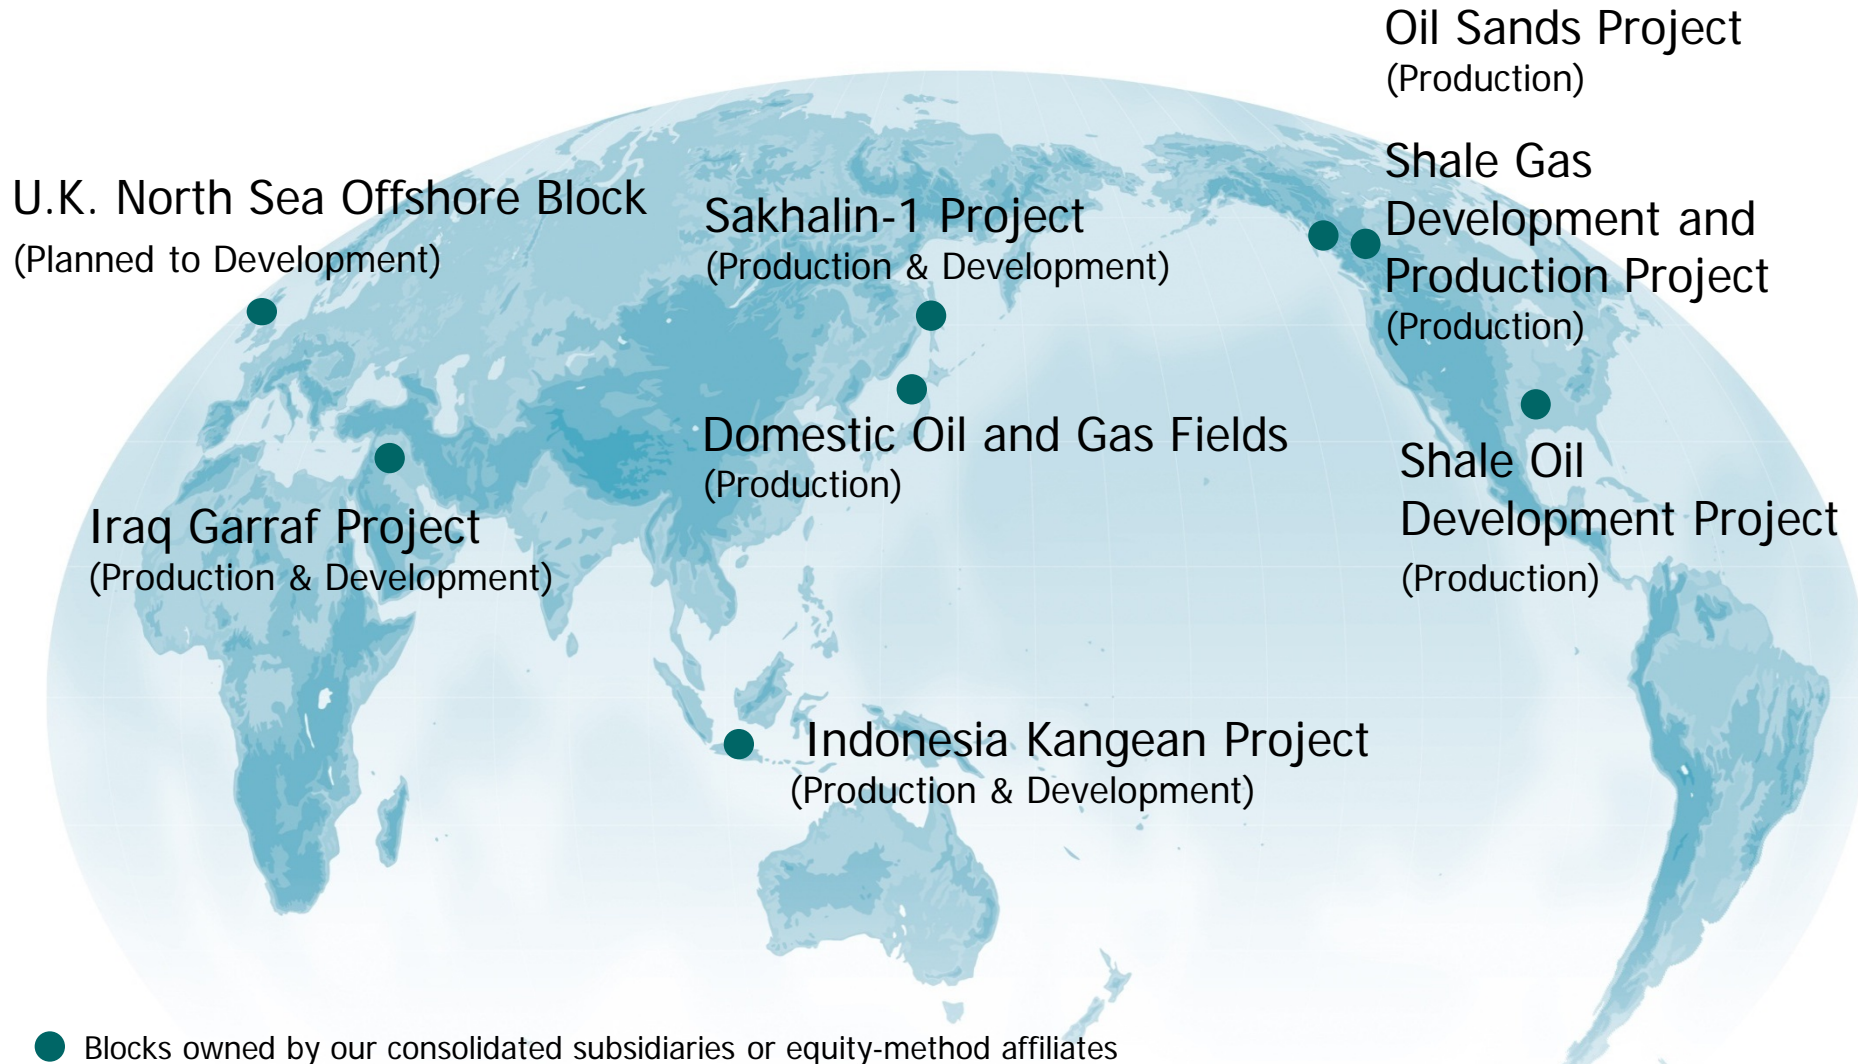 Oil Sands Project
(Production)
Shale Gas
Development and
Production Project
(Production)
U.K. North Sea Offshore Block
(Planned to Development)
Sakhalin-1 Project
(Production & Development)
Domestic Oil and Gas Fields
(Production)
Shale Oil
Development Project
(Production)
Iraq Garraf Project
(Production & Development)
Indonesia Kangean Project
(Production & Development)
Blocks owned by our consolidated subsidiaries or equity-method affiliates